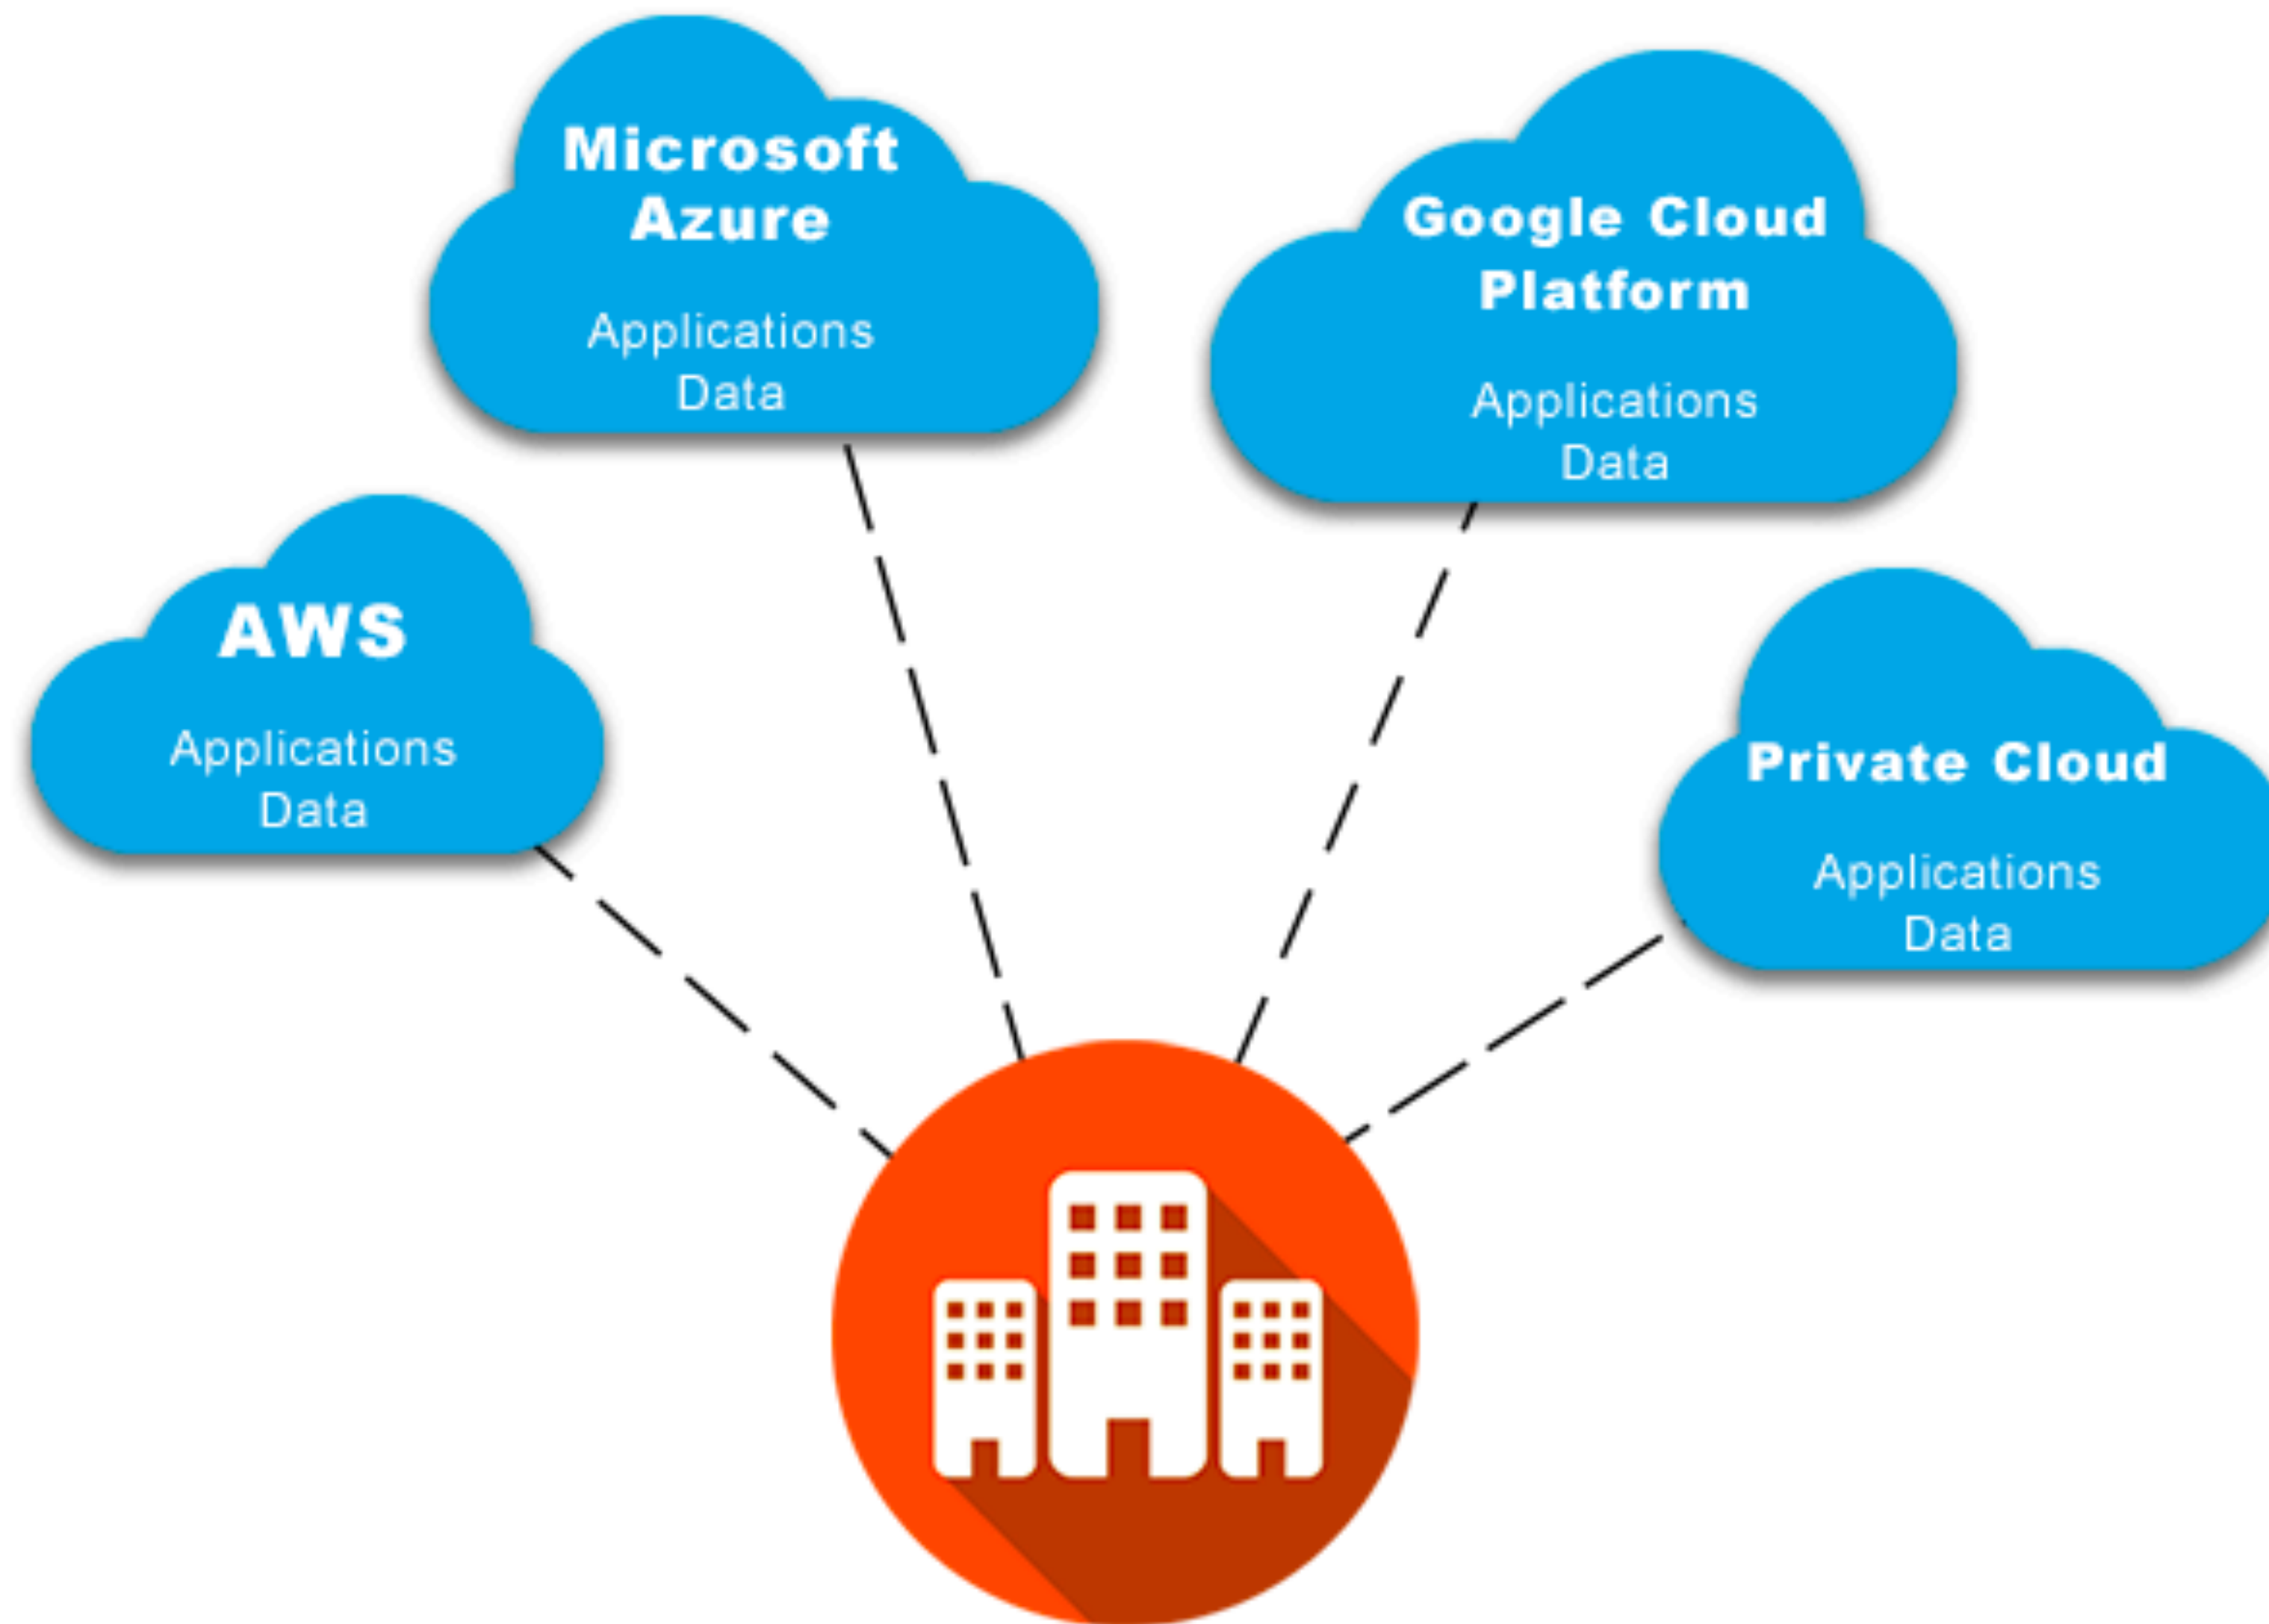 Microsoft
Azure
Applications
Data
Google Cloud
Platform
Applications
Data
AWS
Applications
Data
Private Cloud
Applications
Data